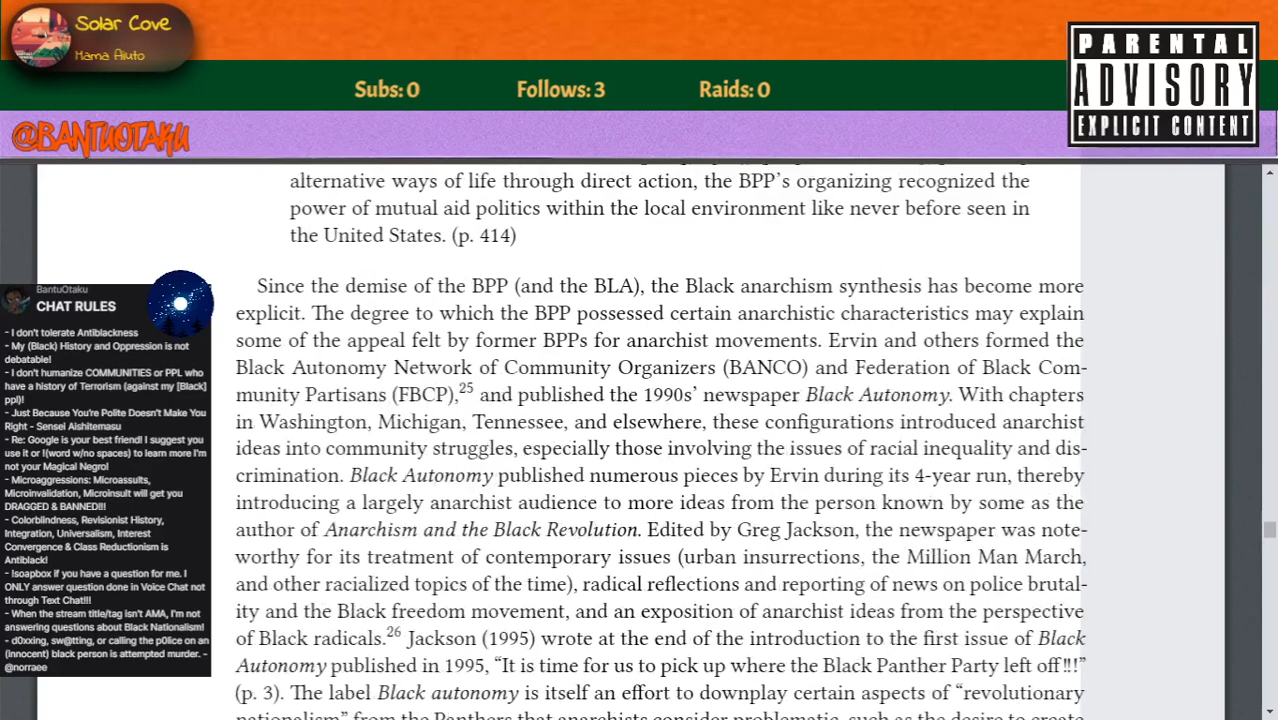 Solar Cove
Mama Aiuto
Subs: 0
Follows: 3
Raids: 0
PARENTAL
ADVISORY
EXPLICIT CONTENT
@BANTUOTAKU
alternative ways of life through direct action, the BPP’s organizing recognized the
power of mutual aid politics within the local environment like never before seen in
the United States. (p. 414)
Since the demise of the BPP (and the BLA), the Black anarchism synthesis has become more
explicit. The degree to which the BPP possessed certain anarchistic characteristics may explain
some of the appeal felt by former BPPs for anarchist movements. Ervin and others formed the
Black Autonomy Network of Community Organizers (BANCO) and Federation of Black Com-
munity Partisans (FBCP),25 and published the 1990s’ newspaper Black Autonomy. With chapters
in Washington, Michigan, Tennessee, and elsewhere, these configurations introduced anarchist
ideas into community struggles, especially those involving the issues of racial inequality and dis-
crimination. Black Autonomy published numerous pieces by Ervin during its 4-year run, thereby
introducing a largely anarchist audience to more ideas from the person known by some as the
author of Anarchism and the Black Revolution. Edited by Greg Jackson, the newspaper was note-
worthy for its treatment of contemporary issues (urban insurrections, the Million Man March,
and other racialized topics of the time), radical reflections and reporting of news on police brutal-
ity and the Black freedom movement, and an exposition of anarchist ideas from the perspective
of Black radicals.26 Jackson (1995) wrote at the end of the introduction to the first issue of Black
Autonomy published in 1995, “It is time for us to pick up where the Black Panther Party left off!!!”
(p. 3). The label Black autonomy is itself an effort to downplay certain aspects of “revolutionary
nationalism” from the Panthers that anarchists consider problematic, such as the desire to create
BantuOtaku
CHAT RULES
- I don't tolerate Antiblackness
- My (Black) History and Oppression is not
debatable!
- I don't humanize COMMUNITIES or PPL who
have a history of Terrorism (against my [Black]
ppl)!
- Just Because You're Polite Doesn't Make You
Right - Sensei Aishitemasu
- Re: Google is your best friend! I suggest you
use it or !(word w/no spaces) to learn more I'm
not your Magical Negro!
- Microaggressions: Microassults,
Microinvalidation, Microinsult will get you
DRAGGED & BANNED!!!
- Colorblindness, Revisionist History,
Integration, Universalism, Interest
Convergence & Class Reductionism is
Antiblack!
- !soapbox if you have a question for me. I
ONLY answer question done in Voice Chat not
through Text Chat!!!
- When the stream title/tag isn't AMA, I'm not
answering questions about Black Nationalism!
- d0xxing, sw@tting, or calling the p0lice on an
(innocent) black person is attempted murder. -
@norraee